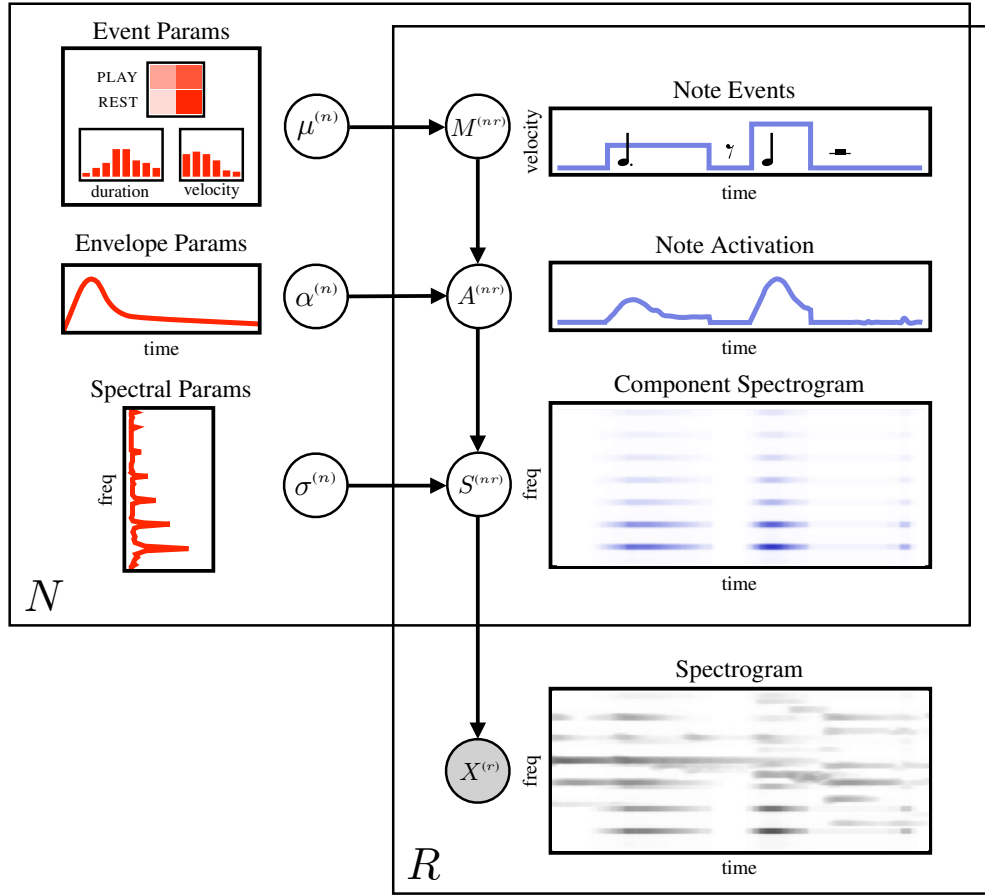 Event Params
PLAY
REST
duration
velocity
μ^(n)
M^(nr)
Note Events
velocity
time
Envelope Params
time
α^(n)
A^(nr)
Note Activation
time
Spectral Params
freq
σ^(n)
S^(nr)
Component Spectrogram
freq
time
N
Spectrogram
X^(r)
freq
time
R